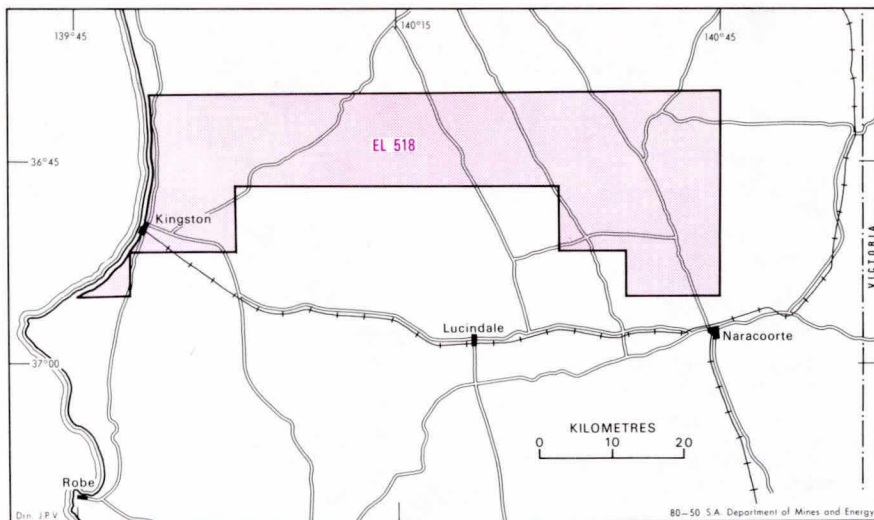 139°45
140°15
140°45
36°45
EL 518
Kingston
VICTORIA
Lucindale
Naracoorte
37°00
KILOMETRES
0 10 20
Robe
Drn. J.P.V.
80–50 S.A. Department of Mines and Energy